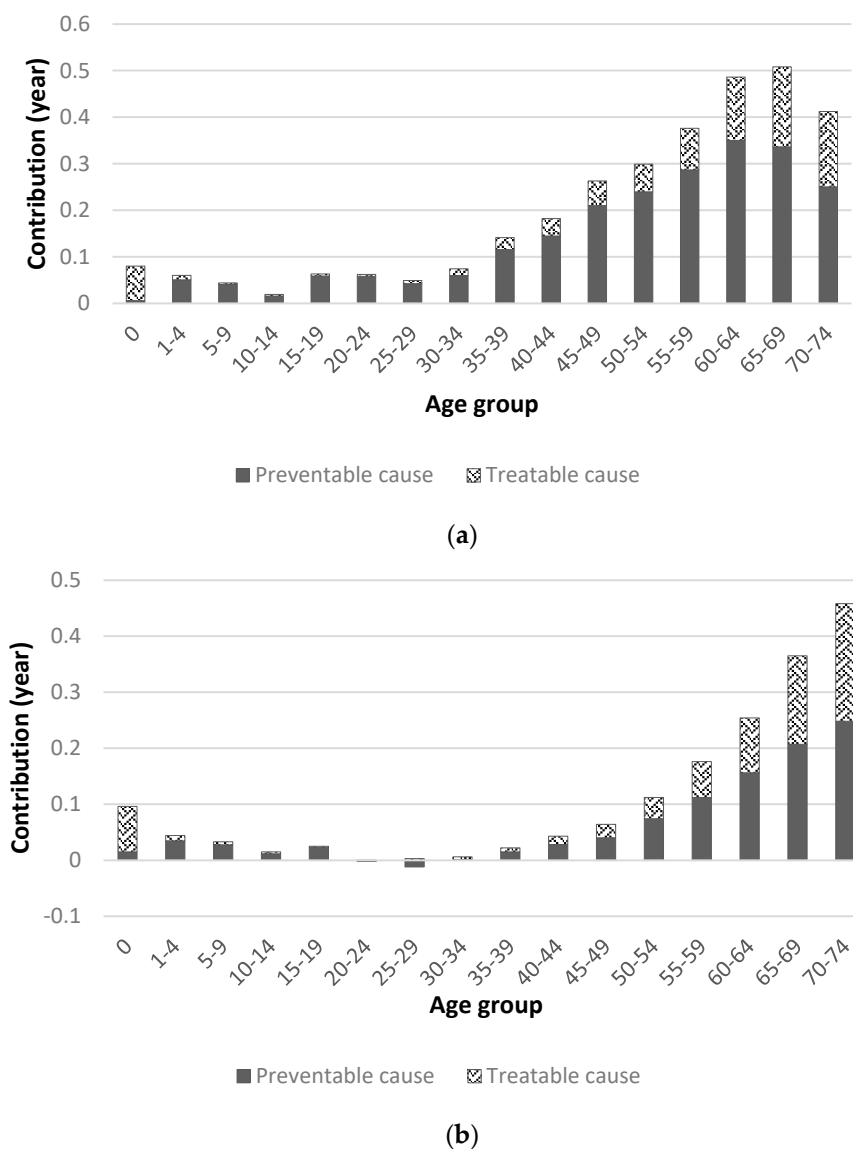 0.6
0.5
0.4
0.3
0.2
0.1
0
Contribution (year)
0 1-4 5-9 10-14 15-19 20-24 25-29 30-34 35-39 40-44 45-49 50-54 55-59 60-64 65-69 70-74
Age group
Preventable cause Treatable cause
(a)
0.5
0.4
0.3
0.2
0.1
0
-0.1
Contribution (year)
0 1-4 5-9 10-14 15-19 20-24 25-29 30-34 35-39 40-44 45-49 50-54 55-59 60-64 65-69 70-74
Age group
Preventable cause Treatable cause
(b)